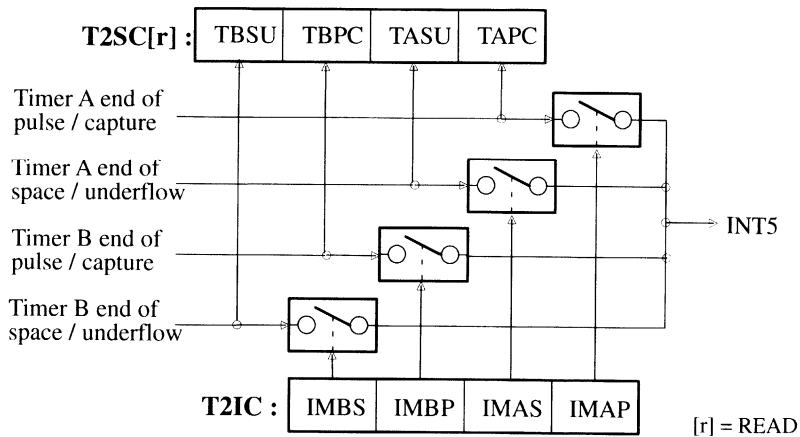 T2SC[r] : TBSU TBPC TASU TAPC
Timer A end of
pulse / capture
Timer A end of
space / underflow
INT5
Timer B end of
pulse / capture
Timer B end of
space / underflow
T2IC : IMBS IMBP IMAS IMAP
[r] = READ